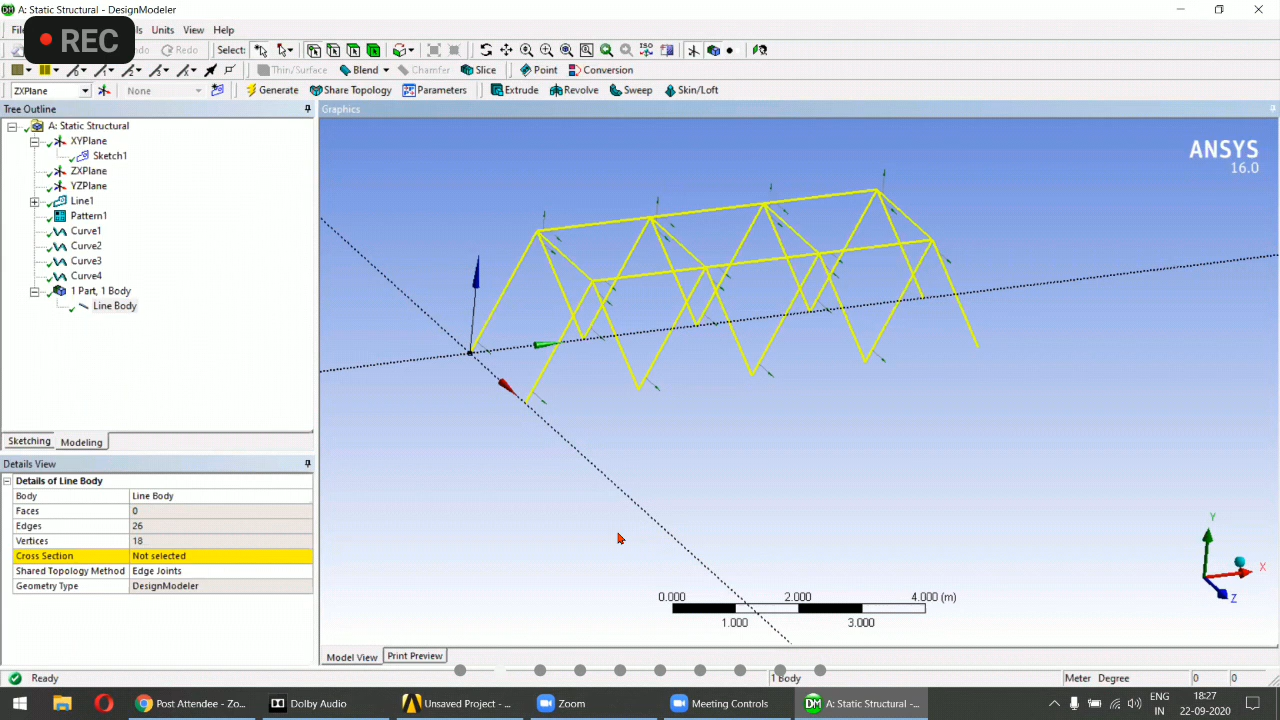 A: Static Structural - DesignModeler
REC
Units View Help
Redo Select:
Thin/Surface Blend Chamfer Slice Point Conversion
ZXPlane None Generate Share Topology Parameters Extrude Revolve Sweep Skin/Loft
Tree Outline
Graphics
A: Static Structural
XYPlane
Sketch1
ZXPlane
YZPlane
Line1
Pattern1
Curve1
Curve2
Curve3
Curve4
1 Part, 1 Body
Line Body
ANSYS
16.0
Sketching Modeling
Details View
Details of Line Body
Body Line Body
Faces 0
Edges 26
Vertices 18
Cross Section Not selected
Shared Topology Method Edge Joints
Geometry Type DesignModeler
0.000 2.000 4.000 (m)
1.000 3.000
Y
X
Z
Model View Print Preview
Ready 1 Body Meter Degree 0 0
Post Attendee - Zo... Dolby Audio Unsaved Project - ... Zoom Meeting Controls A: Static Structural -...
ENG
IN
18:27
22-09-2020